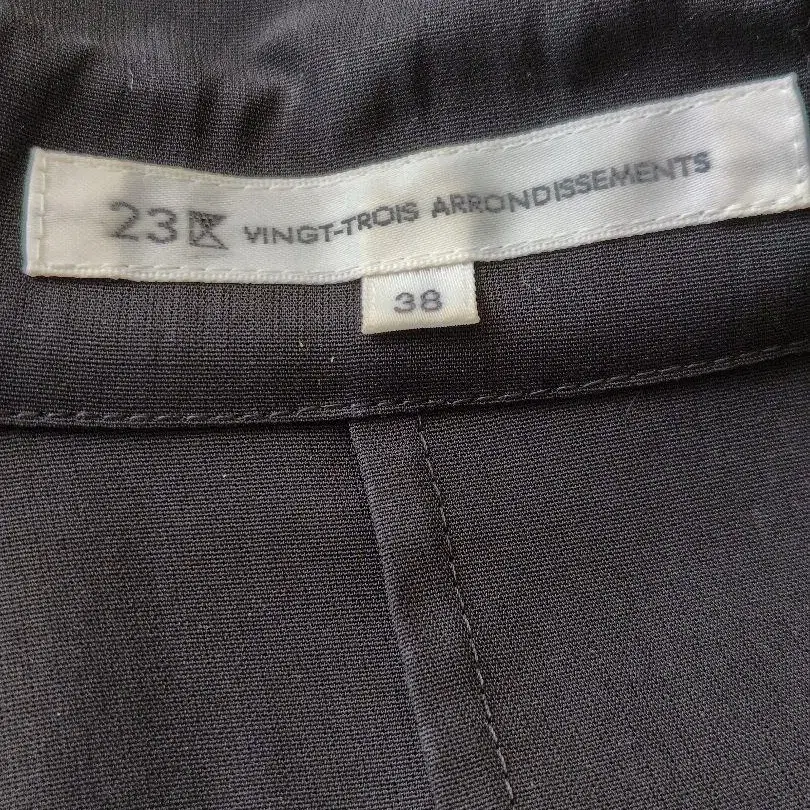 23区 VINGT-TROIS ARRONDISSEMENTS
38